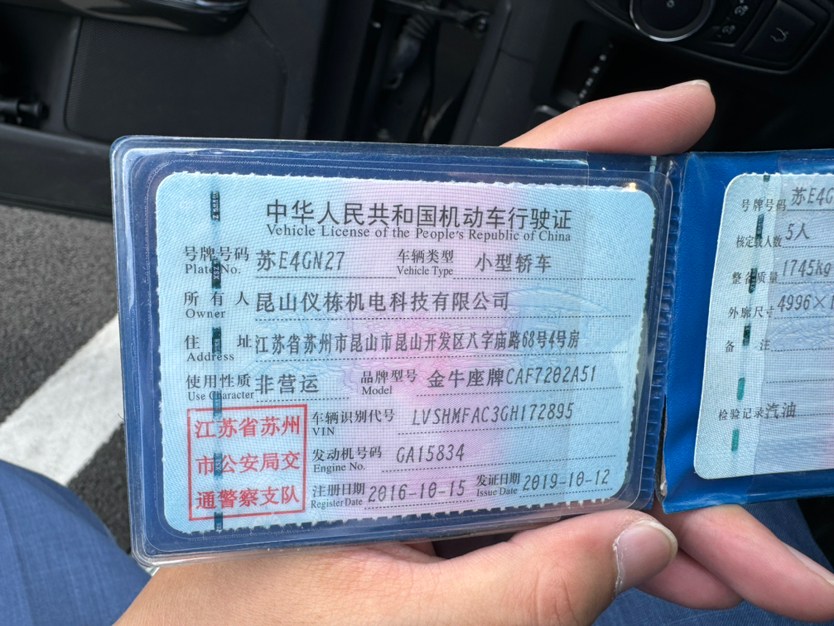 中华人民共和国机动车行驶证
Vehicle License of the People's Republic of China
号牌号码 苏E4GN27 车辆类型 小型轿车
Plate No. Vehicle Type
所有人 昆山仪栋机电科技有限公司
Owner
住址 江苏省苏州市昆山市昆山开发区八字庙路68号4号房
Address
使用性质 非营运 品牌型号 金牛座牌CAF7202A51
Use Character Model
江苏省苏州
市公安局交
通警察支队
车辆识别代号 LVSHMFAC3GH172895
VIN
发动机号码 GA15834
Engine No.
注册日期 2016-10-15 发证日期 2019-10-12
Register Date Issue Date
号牌号码 苏E4G
核定载人数 5人
整备质量 1745kg
外廓尺寸 4996×
备注
检验记录 汽油